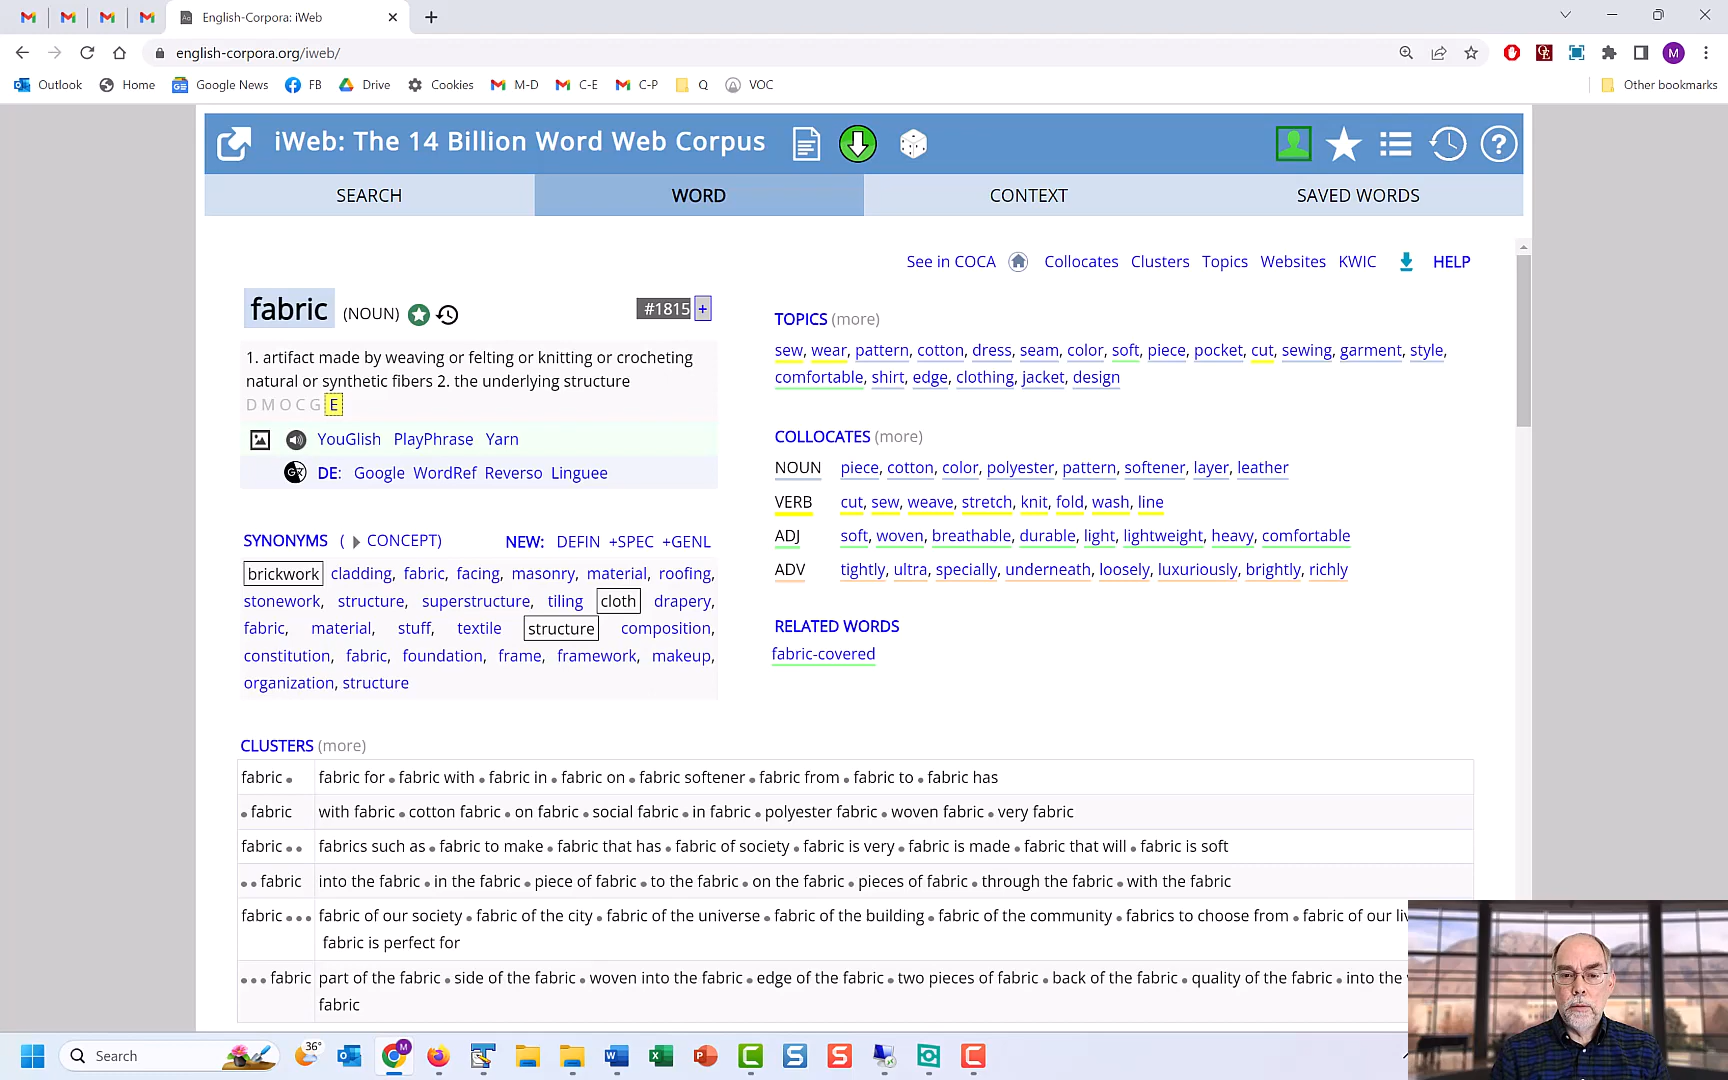 English-Corpora: iWeb
english-corpora.org/iweb/
M
Outlook Home Google News FB Drive Cookies M-D C-E C-P Q VOC Other bookmarks
iWeb: The 14 Billion Word Web Corpus
SEARCH WORD CONTEXT SAVED WORDS
See in COCA Collocates Clusters Topics Websites KWIC HELP
fabric (NOUN) #1815 +
1. artifact made by weaving or felting or knitting or crocheting
natural or synthetic fibers 2. the underlying structure
D M O C G E
YouGlish PlayPhrase Yarn
DE: Google WordRef Reverso Linguee
TOPICS (more)
sew, wear, pattern, cotton, dress, seam, color, soft, piece, pocket, cut, sewing, garment, style,
comfortable, shirt, edge, clothing, jacket, design
COLLOCATES (more)
NOUN piece, cotton, color, polyester, pattern, softener, layer, leather
VERB cut, sew, weave, stretch, knit, fold, wash, line
ADJ soft, woven, breathable, durable, light, lightweight, heavy, comfortable
ADV tightly, ultra, specially, underneath, loosely, luxuriously, brightly, richly
RELATED WORDS
fabric-covered
SYNONYMS ( CONCEPT) NEW: DEFIN +SPEC +GENL
brickwork cladding, fabric, facing, masonry, material, roofing,
stonework, structure, superstructure, tiling cloth drapery,
fabric, material, stuff, textile structure composition,
constitution, fabric, foundation, frame, framework, makeup,
organization, structure
CLUSTERS (more)
fabric • fabric for • fabric with • fabric in • fabric on • fabric softener • fabric from • fabric to • fabric has
• fabric with fabric • cotton fabric • on fabric • social fabric • in fabric • polyester fabric • woven fabric • very fabric
fabric • • fabrics such as • fabric to make • fabric that has • fabric of society • fabric is very • fabric is made • fabric that will • fabric is soft
• • fabric into the fabric • in the fabric • piece of fabric • to the fabric • on the fabric • pieces of fabric • through the fabric • with the fabric
fabric • • • fabric of our society • fabric of the city • fabric of the universe • fabric of the building • fabric of the community • fabrics to choose from • fabric of our
fabric is perfect for
• • • fabric part of the fabric • side of the fabric • woven into the fabric • edge of the fabric • two pieces of fabric • back of the fabric • quality of the fabric • into the
fabric
Search 36°